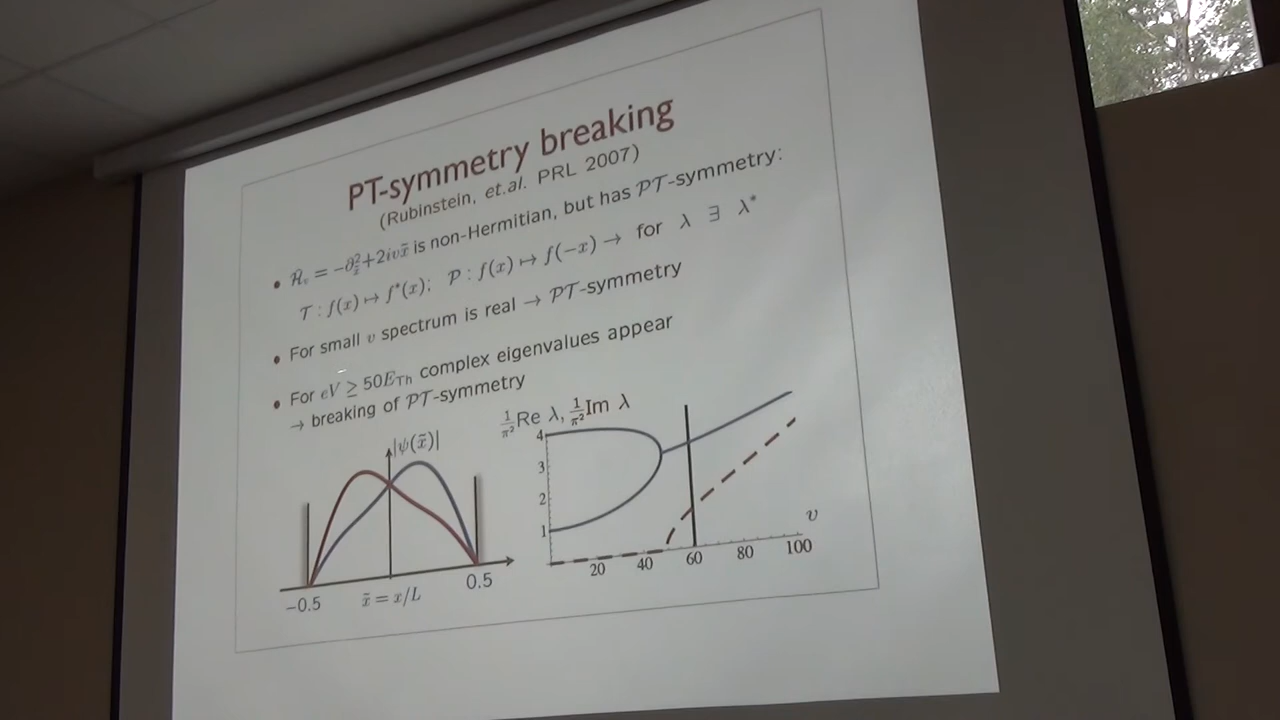 PT-symmetry breaking
(Rubinstein, et.al. PRL 2007)
• ℋᵥ = −∂²_x̃+2ivx̃ is non-Hermitian, but has 𝒫𝒯-symmetry:
𝒯 : f(x) ↦ f*(x); 𝒫 : f(x) ↦ f(−x) → for λ ∃ λ*
• For small v spectrum is real → 𝒫𝒯-symmetry
• For eV ≥ 50E_Th complex eigenvalues appear
→ breaking of 𝒫𝒯-symmetry
|ψ(x̃)|
−0.5
x̃ = x/L
0.5
1/π² Re λ, 1/π² Im λ
4
3
2
1
20
40
60
80
100
v